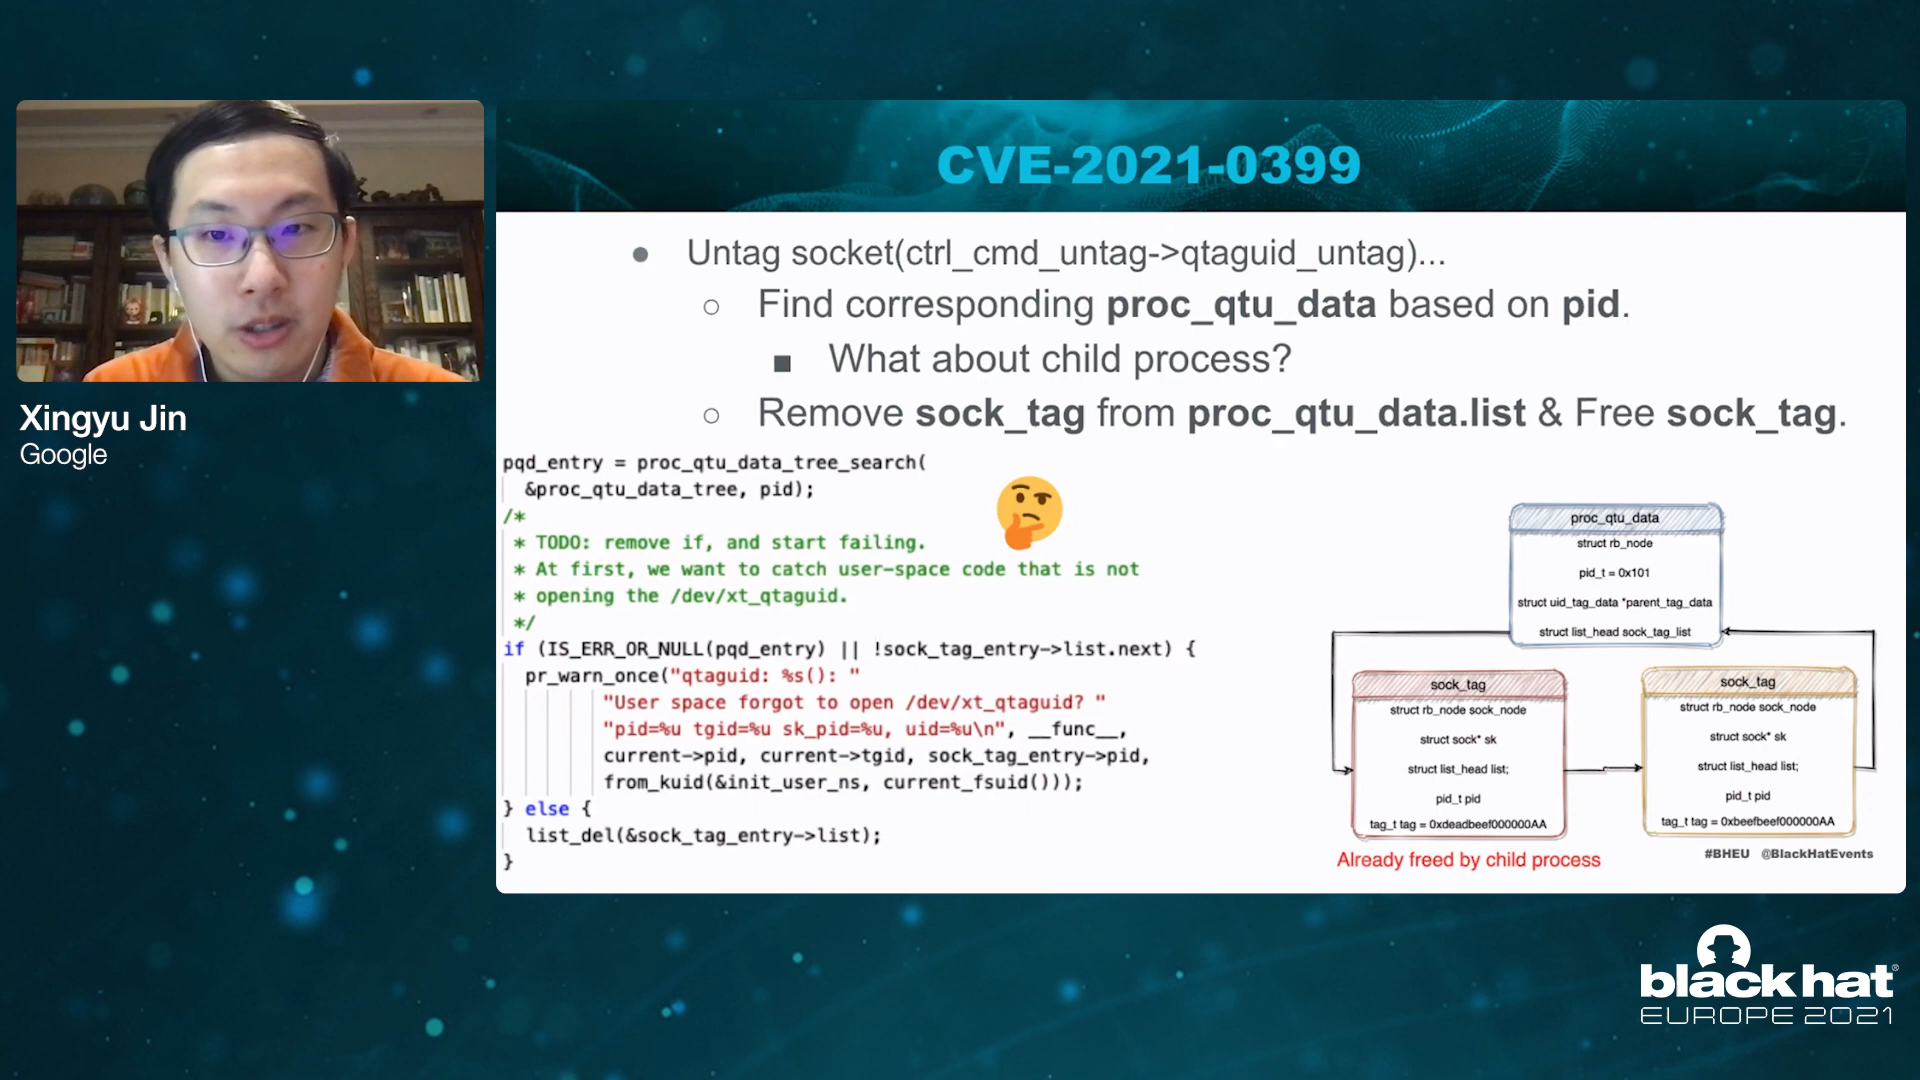 Xingyu Jin
Google
CVE-2021-0399
● Untag socket(ctrl_cmd_untag->qtaguid_untag)...
○ Find corresponding proc_qtu_data based on pid.
■ What about child process?
○ Remove sock_tag from proc_qtu_data.list & Free sock_tag.
pqd_entry = proc_qtu_data_tree_search(
&proc_qtu_data_tree, pid);
/*
* TODO: remove if, and start failing.
* At first, we want to catch user-space code that is not
* opening the /dev/xt_qtaguid.
*/
if (IS_ERR_OR_NULL(pqd_entry) || !sock_tag_entry->list.next) {
pr_warn_once("qtaguid: %s(): "
"User space forgot to open /dev/xt_qtaguid? "
"pid=%u tgid=%u sk_pid=%u, uid=%u\n", __func__,
current->pid, current->tgid, sock_tag_entry->pid,
from_kuid(&init_user_ns, current_fsuid()));
} else {
list_del(&sock_tag_entry->list);
}
proc_qtu_data
struct rb_node
pid_t = 0x101
struct uid_tag_data *parent_tag_data
struct list_head sock_tag_list
sock_tag
struct rb_node sock_node
struct sock* sk
struct list_head list;
pid_t pid
tag_t tag = 0xdeadbeef000000AA
Already freed by child process
sock_tag
struct rb_node sock_node
struct sock* sk
struct list_head list;
pid_t pid
tag_t tag = 0xbeefbeef000000AA
#BHEU @BlackHatEvents
black hat®
EUROPE 2021